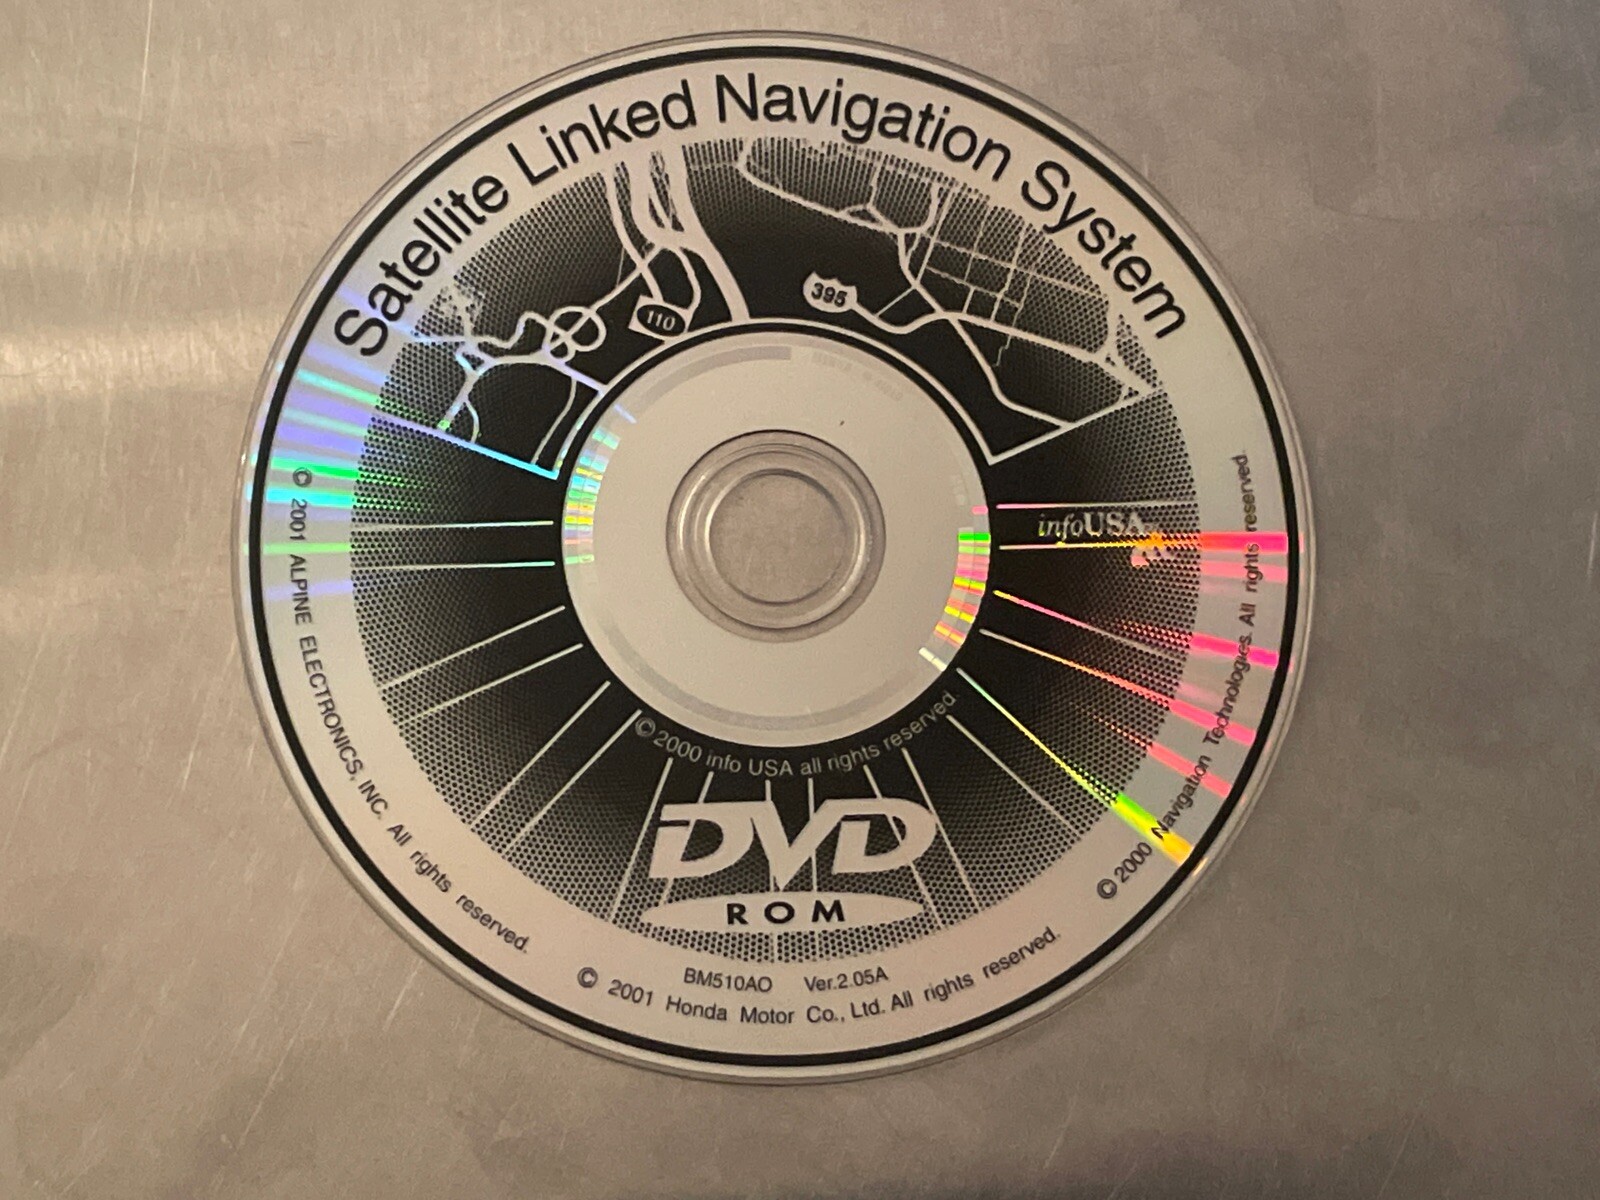 Satellite Linked Navigation System
110
395
infoUSA
© 2001 ALPINE ELECTRONICS, INC. All rights reserved.
© 2000 Navigation Technologies. All rights reserved.
© 2000 info USA all rights reserved.
DVD
ROM
BM510AO Ver.2.05A
© 2001 Honda Motor Co., Ltd. All rights reserved.